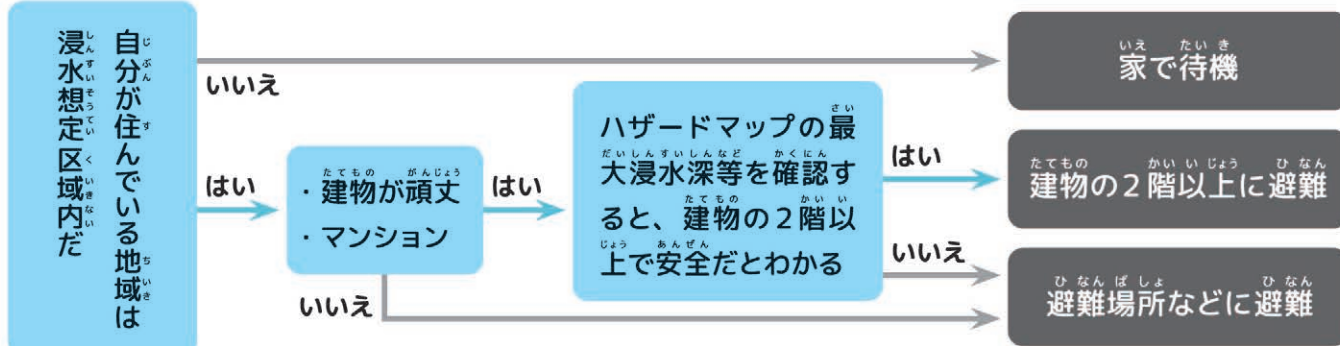 自分が住んでいる地域は
浸水想定区域内だ
いいえ
家で待機
はい
・建物が頑丈
・マンション
はい
いいえ
ハザードマップの最
大浸水深等を確認す
ると、建物の2階以
上で安全だとわかる
はい
建物の2階以上に避難
いいえ
避難場所などに避難